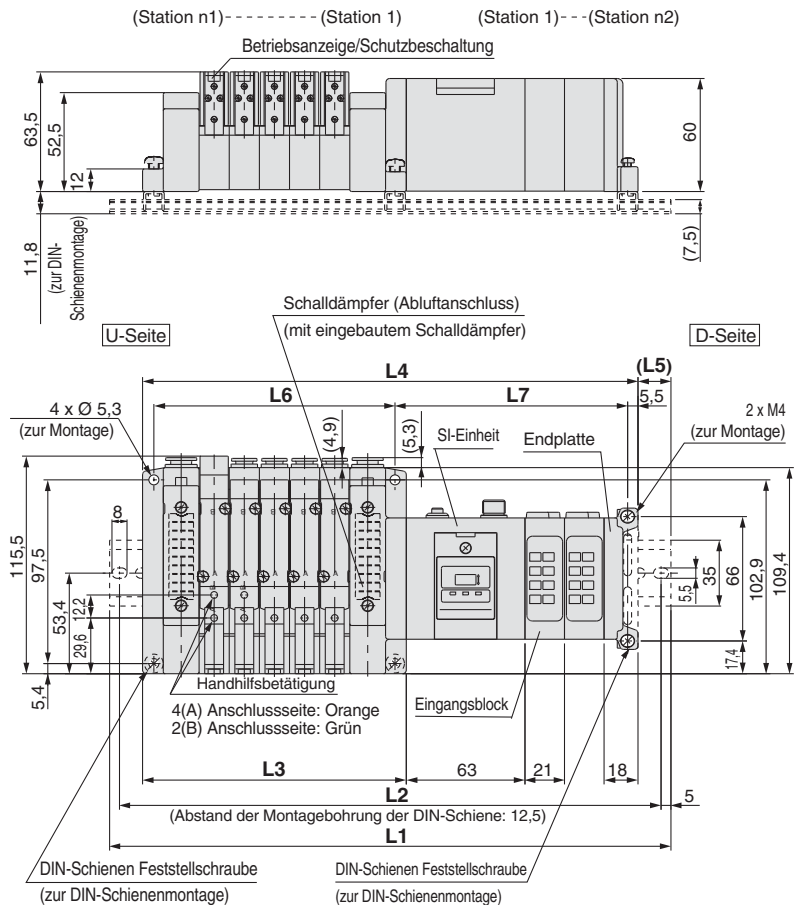 (Station n1)
(Station 1)
(Station 1)
(Station n2)
Betriebsanzeige/Schutzbeschaltung
63,5
52,5
12
60
11,8
(zur DIN-
Schienenmontage)
(7,5)
Schalldämpfer (Abluftanschluss)
(mit eingebautem Schalldämpfer)
U-Seite
D-Seite
L4
(L5)
L6
L7
5,5
4 x Ø 5,3
(zur Montage)
(4,9)
(5,3)
SI-Einheit
Endplatte
2 x M4
(zur Montage)
8
115,5
97,5
53,4
12,2
29,6
5,4
5,5
35
66
17,4
102,9
109,4
Handhilfsbetätigung
4(A) Anschlussseite: Orange
2(B) Anschlussseite: Grün
Eingangsblock
L3
63
21
18
L2
5
(Abstand der Montagebohrung der DIN-Schiene: 12,5)
L1
DIN-Schienen Feststellschraube
(zur DIN-Schienenmontage)
DIN-Schienen Feststellschraube
(zur DIN-Schienenmontage)